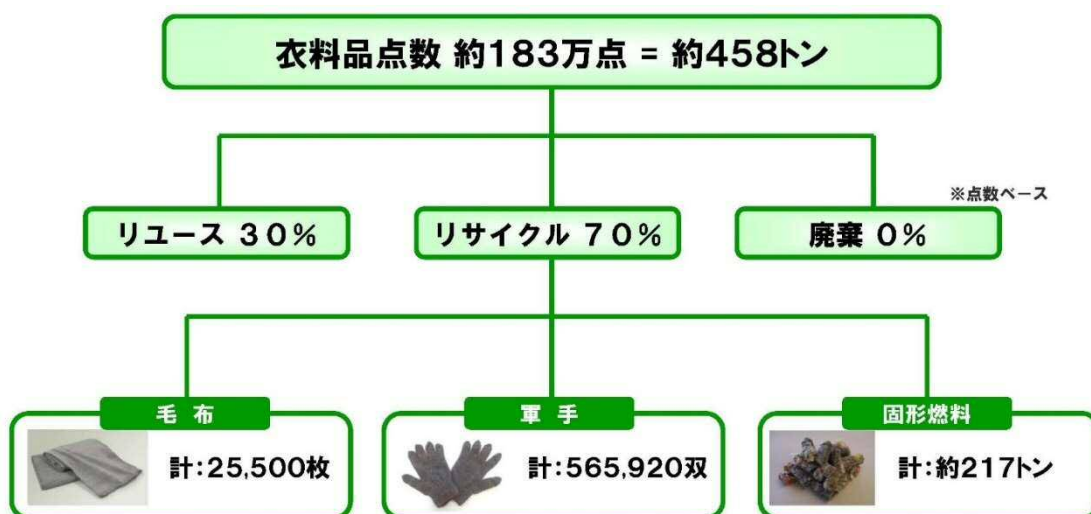 衣料品点数 約183万点 = 約458トン
※点数ベース
リユース 30%
リサイクル 70%
廃棄 0%
毛布
計:25,500枚
軍手
計:565,920双
固形燃料
計:約217トン